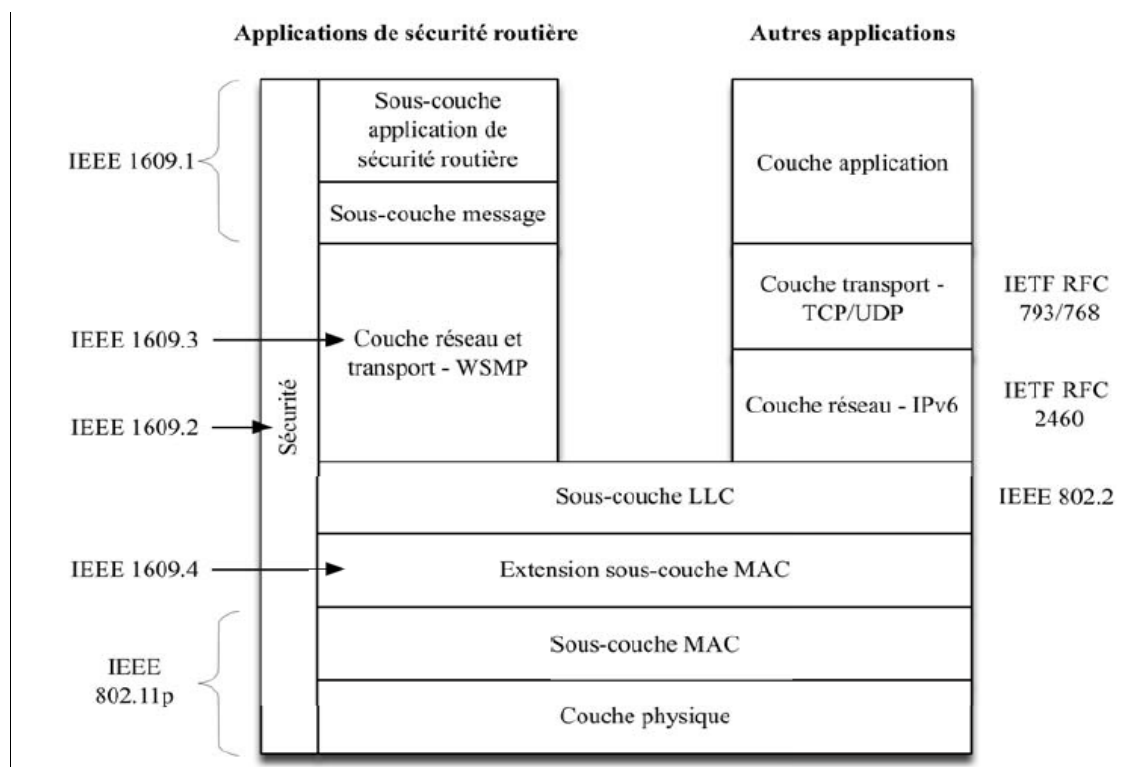 Applications de sécurité routière
Autres applications
Sous-couche
application de
sécurité routière
IEEE 1609.1
Couche application
Sous-couche message
Couche transport -
TCP/UDP
IETF RFC
793/768
IEEE 1609.3
Couche réseau et
transport - WSMP
Couche réseau - IPv6
IETF RFC
2460
IEEE 1609.2
Sécurité
Sous-couche LLC
IEEE 802.2
IEEE 1609.4
Extension sous-couche MAC
Sous-couche MAC
IEEE
802.11p
Couche physique